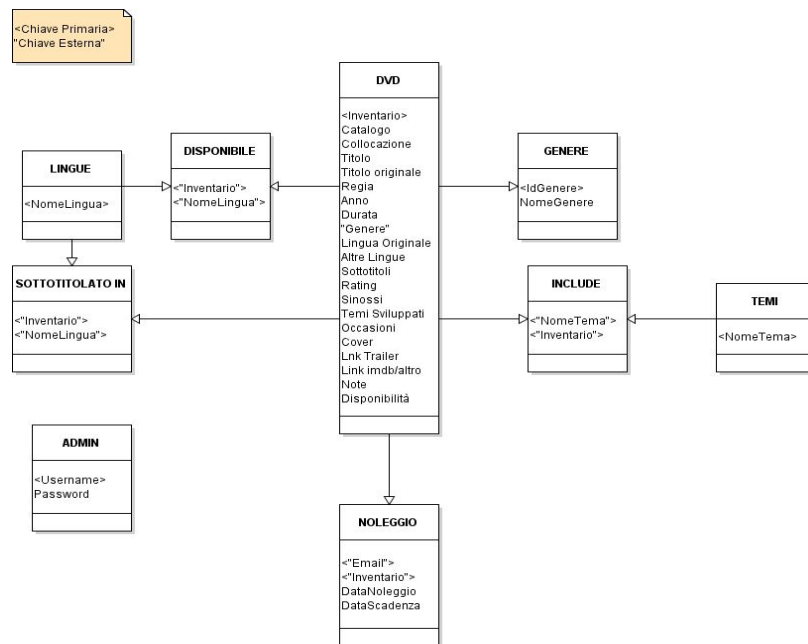 <Chiave Primaria>
"Chiave Esterna"
DVD
<Inventario>
Catalogo
Collocazione
Titolo
Titolo originale
Regia
Anno
Durata
"Genere"
Lingua Originale
Altre Lingue
Sottotitoli
Rating
Sinossi
Temi Sviluppati
Occasioni
Cover
Lnk Trailer
Link imdb/altro
Note
Disponibilità
LINGUE
<NomeLingua>
DISPONIBILE
<"Inventario">
<"NomeLingua">
GENERE
<IdGenere>
NomeGenere
SOTTOTITOLATO IN
<"Inventario">
<"NomeLingua">
INCLUDE
<"NomeTema">
<"Inventario">
TEMI
<NomeTema>
ADMIN
<Username>
Password
NOLEGGIO
<"Email">
<"Inventario">
DataNoleggio
DataScadenza